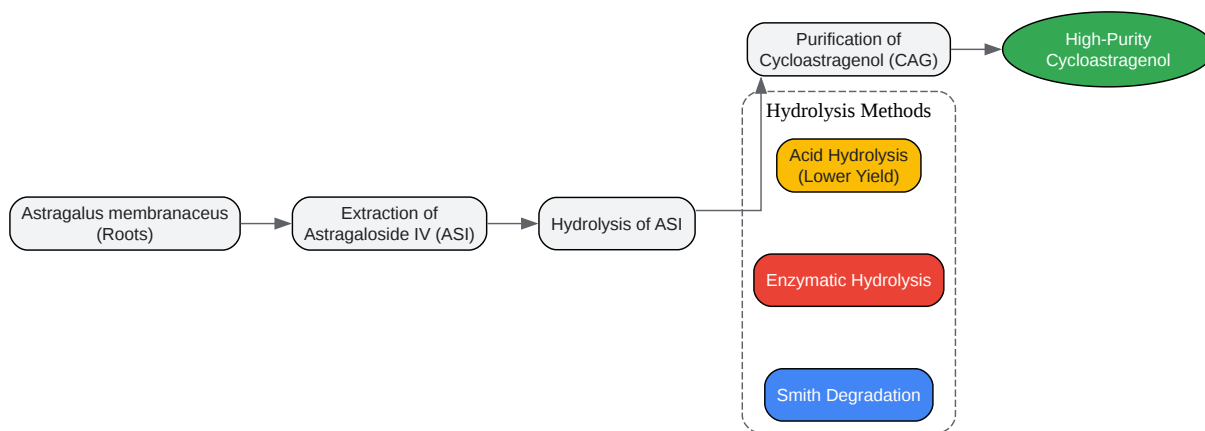 Astragalus membranaceus
(Roots)
Extraction of
Astragaloside IV (ASI)
Hydrolysis of ASI
Purification of
Cycloastragenol (CAG)
High-Purity
Cycloastragenol
Hydrolysis Methods
Acid Hydrolysis
(Lower Yield)
Enzymatic Hydrolysis
Smith Degradation